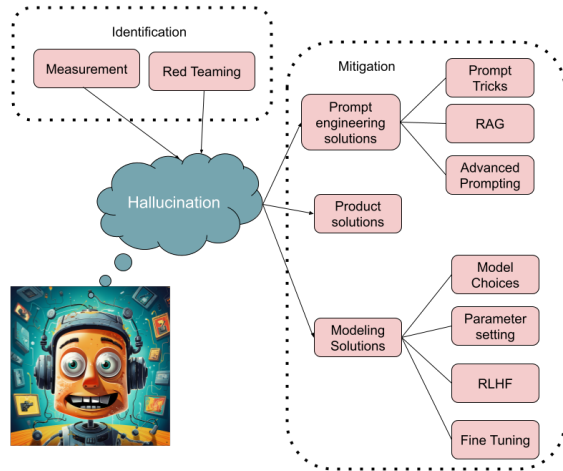 Identification
Measurement
Red Teaming
Hallucination
Mitigation
Prompt
engineering
solutions
Prompt
Tricks
RAG
Advanced
Prompting
Product
solutions
Modeling
Solutions
Model
Choices
Parameter
setting
RLHF
Fine Tuning